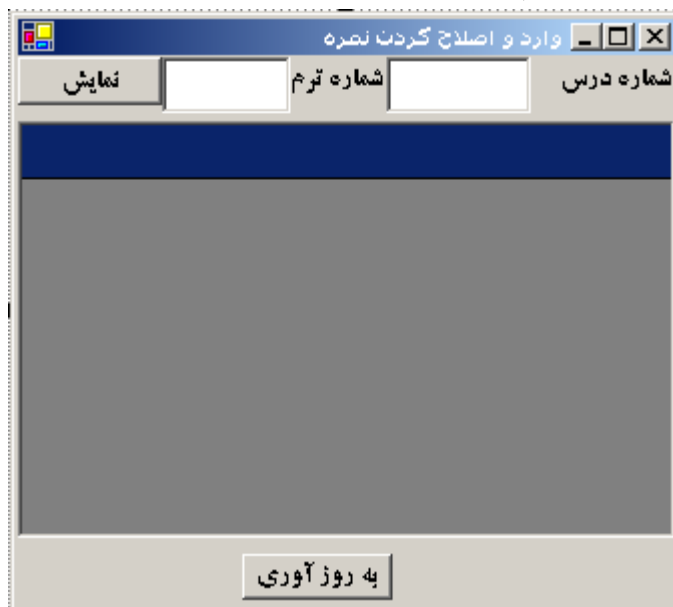 وارد و اصلاح کردن نمره
شماره درس شماره ترم نمایش
به روز آوری